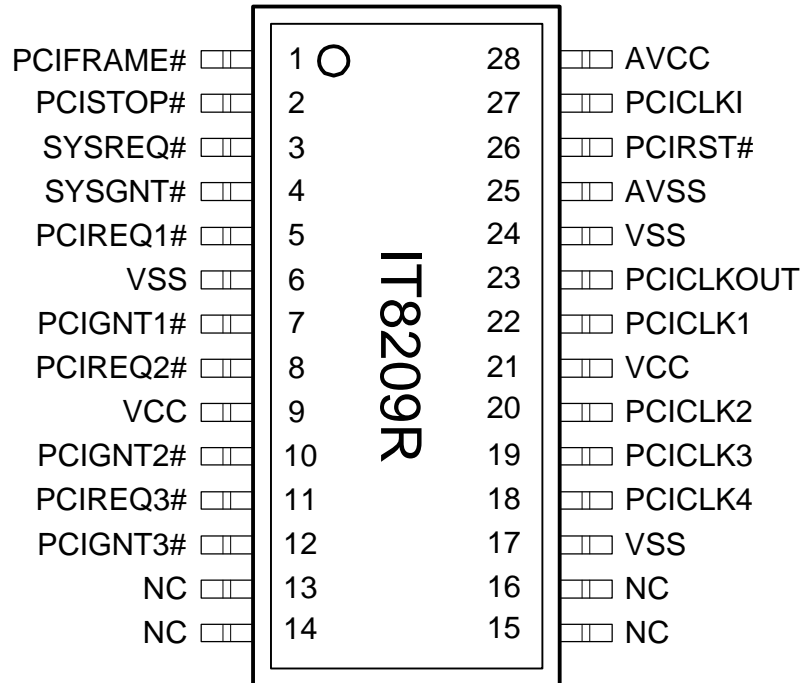 PCIFRAME# 1 28 AVCC
PCISTOP# 2 27 PCICLKI
SYSREQ# 3 26 PCIRST#
SYSGNT# 4 25 AVSS
PCIREQ1# 5 24 VSS
VSS 6 23 PCICLKOUT
PCIGNT1# 7 22 PCICLK1
PCIREQ2# 8 21 VCC
VCC 9 20 PCICLK2
PCIGNT2# 10 19 PCICLK3
PCIREQ3# 11 18 PCICLK4
PCIGNT3# 12 17 VSS
NC 13 16 NC
NC 14 15 NC
IT8209R